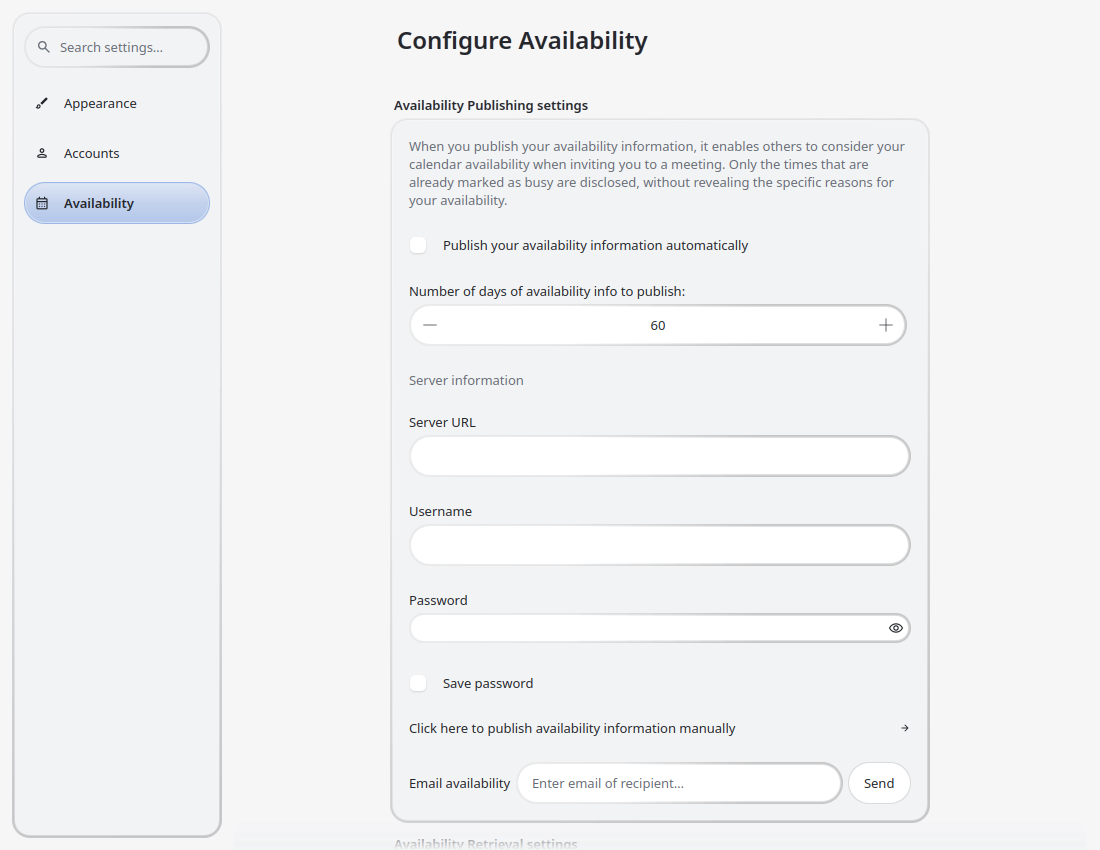 Search settings...
Appearance
Accounts
Availability
Configure Availability
Availability Publishing settings
When you publish your availability information, it enables others to consider your
calendar availability when inviting you to a meeting. Only the times that are
already marked as busy are disclosed, without revealing the specific reasons for
your availability.
Publish your availability information automatically
Number of days of availability info to publish:
60
Server information
Server URL
Username
Password
Save password
Click here to publish availability information manually
Email availability
Enter email of recipient...
Send
Availability Retrieval settings